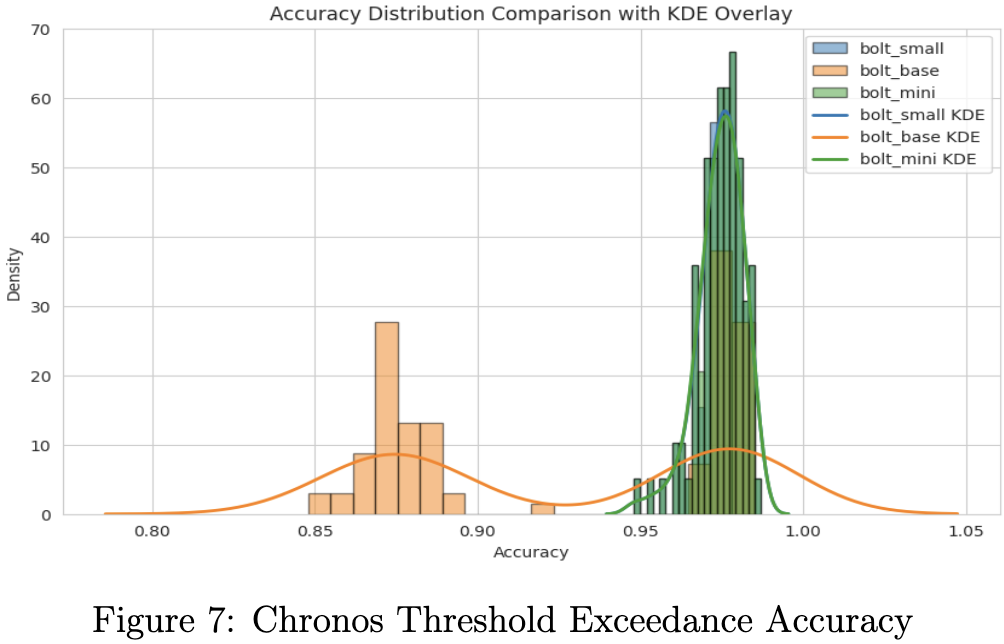 Accuracy Distribution Comparison with KDE Overlay
70
60
50
40
30
20
10
0
Density
bolt_small
bolt_base
bolt_mini
bolt_small KDE
bolt_base KDE
bolt_mini KDE
0.80 0.85 0.90 0.95 1.00 1.05
Accuracy
Figure 7: Chronos Threshold Exceedance Accuracy